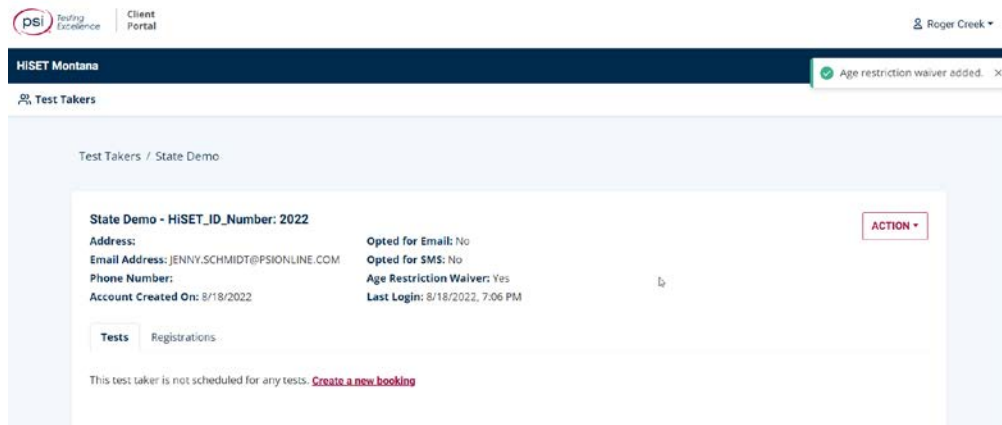 psi Testing Excellence
Client Portal
Roger Creek
HiSET Montana
Age restriction waiver added. X
Test Takers
Test Takers / State Demo
State Demo - HiSET_ID_Number: 2022
ACTION
Address:
Opted for Email: No
Email Address: JENNY.SCHMIDT@PSIONLINE.COM
Opted for SMS: No
Phone Number:
Age Restriction Waiver: Yes
Account Created On: 8/18/2022
Last Login: 8/18/2022, 7:06 PM
Tests
Registrations
This test taker is not scheduled for any tests. Create a new booking